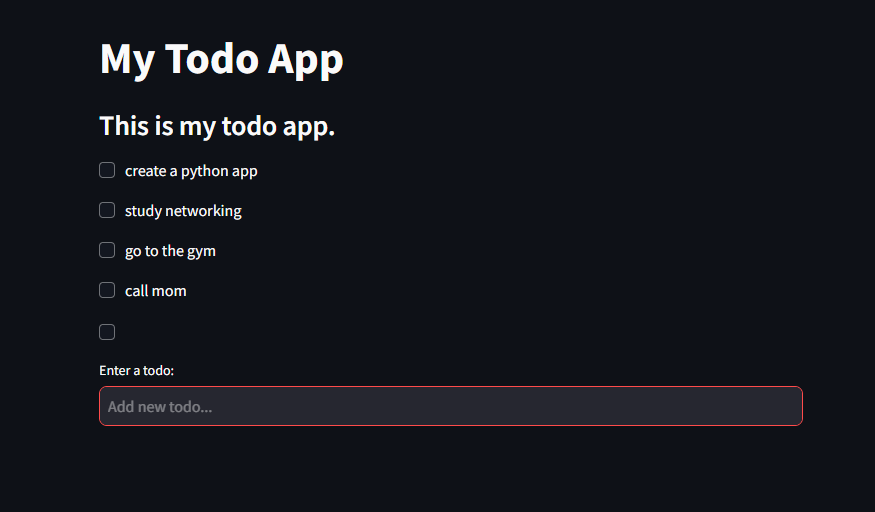 My Todo App
This is my todo app.
create a python app
study networking
go to the gym
call mom
Enter a todo:
Add new todo...